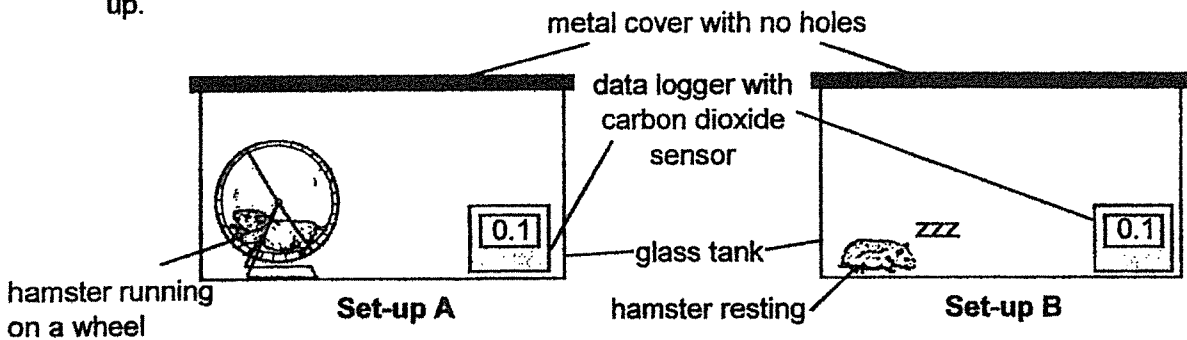 up.
metal cover with no holes
data logger with
carbon dioxide
sensor
0.1
0.1
zzz
glass tank
hamster running
on a wheel
Set-up A
hamster resting
Set-up B